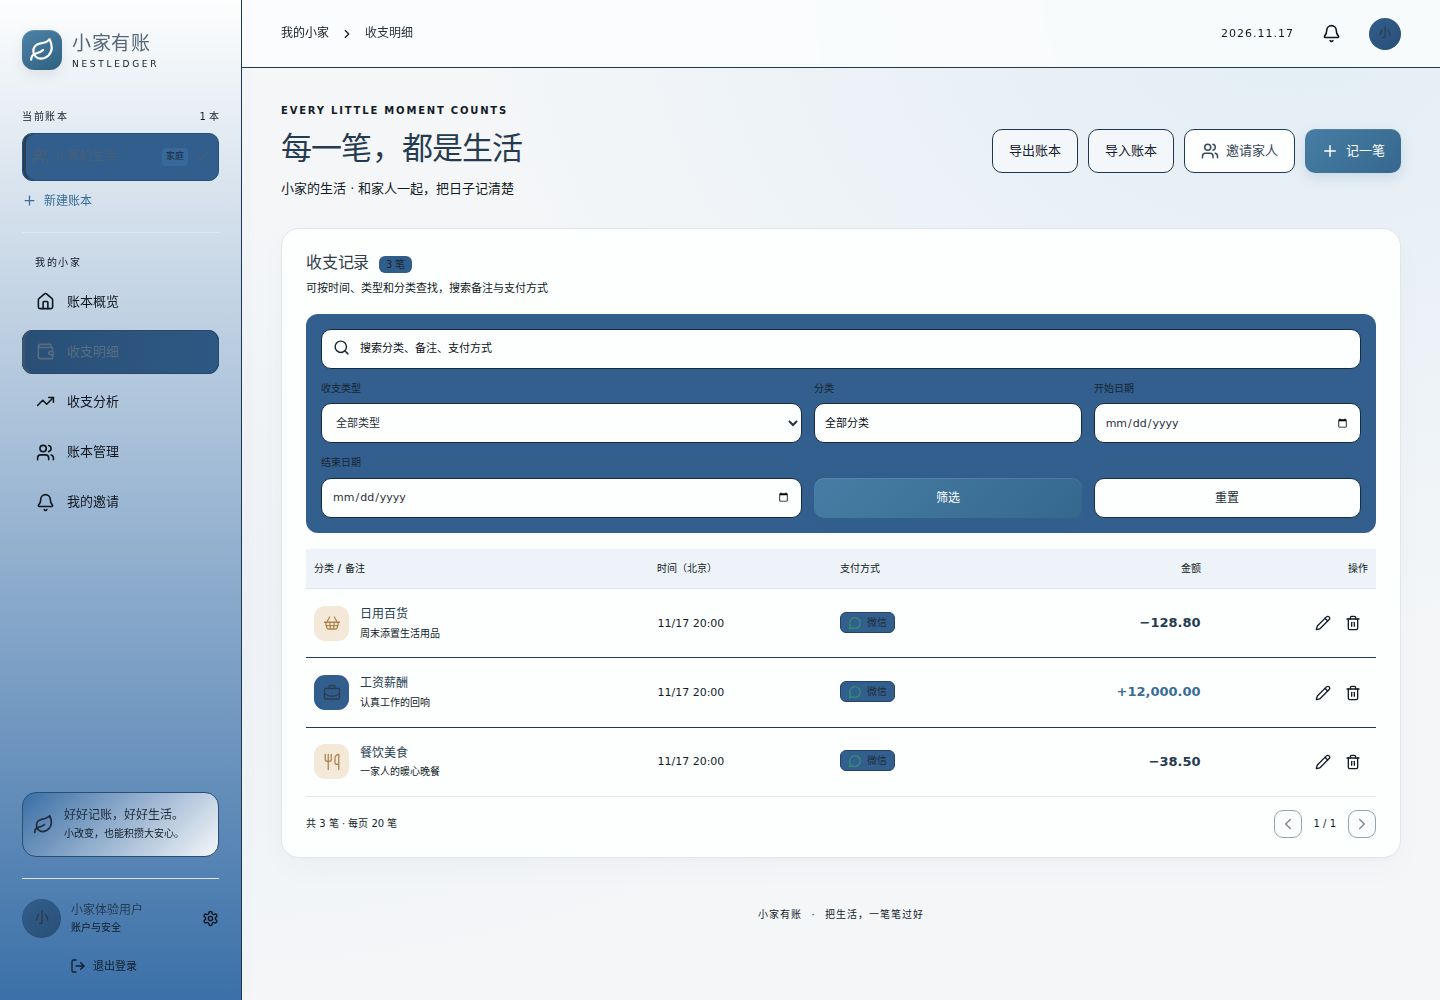 小家有账
NESTLEDGER
当前账本
1 本
小家的生活
家庭
新建账本
我的小家
账本概览
收支明细
收支分析
账本管理
我的邀请
好好记账，好好生活。
小改变，也能积攒大安心。
小
小家体验用户
账户与安全
退出登录
我的小家
收支明细
2026.11.17
小
EVERY LITTLE MOMENT COUNTS
每一笔，都是生活
小家的生活 · 和家人一起，把日子记清楚
导出账本
导入账本
邀请家人
记一笔
收支记录
3 笔
可按时间、类型和分类查找，搜索备注与支付方式
搜索分类、备注、支付方式
收支类型
分类
开始日期
全部类型
全部分类
mm/dd/yyyy
结束日期
mm/dd/yyyy
筛选
重置
分类 / 备注
时间（北京）
支付方式
金额
操作
日用百货
周末添置生活用品
11/17 20:00
微信
−128.80
工资薪酬
认真工作的回响
11/17 20:00
微信
+12,000.00
餐饮美食
一家人的暖心晚餐
11/17 20:00
微信
−38.50
共 3 笔 · 每页 20 笔
1 / 1
小家有账 · 把生活，一笔笔过好